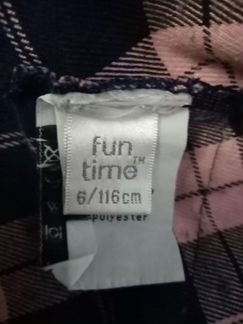 fun
time™
6/116cm
polyester